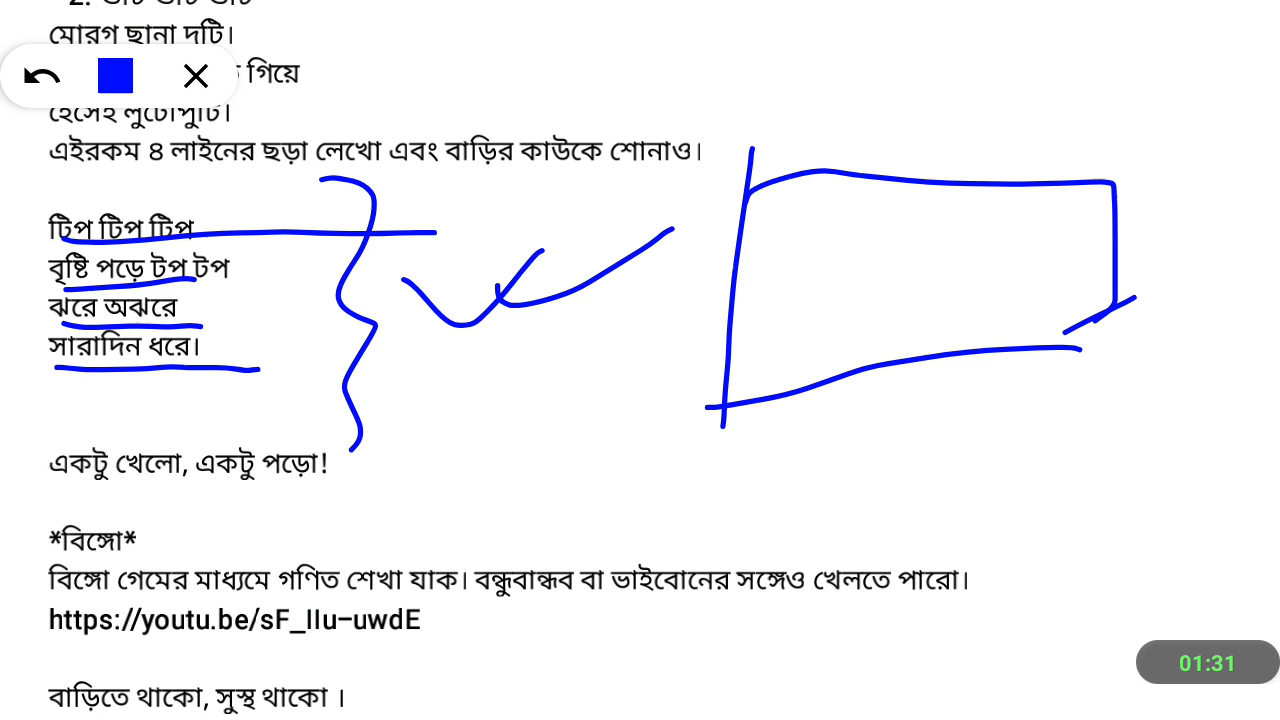 মোরগ ছানা দুটি।
গিয়ে
হেসেই লুটোপুটি।
এইরকম ৪ লাইনের ছড়া লেখো এবং বাড়ির কাউকে শোনাও।
টিপ টিপ টিপ
বৃষ্টি পড়ে টপ টপ
ঝরে অঝরে
সারাদিন ধরে।
একটু খেলো, একটু পড়ো!
*বিঙ্গো*
বিঙ্গো গেমের মাধ্যমে গণিত শেখা যাক। বন্ধুবান্ধব বা ভাইবোনের সঙ্গেও খেলতে পারো।
https://youtu.be/sF_IIu-uwdE
01:31
বাড়িতে থাকো, সুস্থ থাকো ।